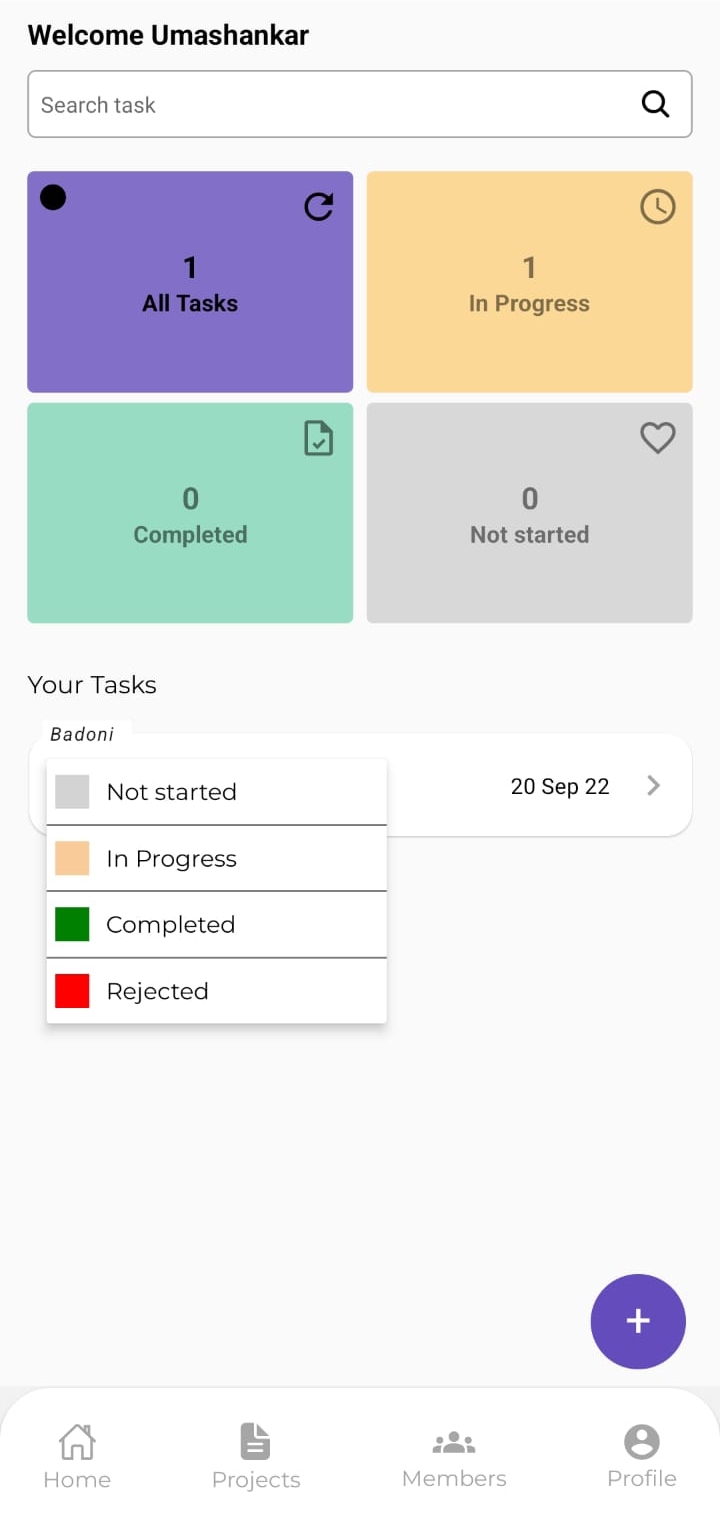 Welcome Umashankar
Search task
1
All Tasks
1
In Progress
0
Completed
0
Not started
Your Tasks
Badoni
20 Sep 22
Not started
In Progress
Completed
Rejected
+
Home
Projects
Members
Profile